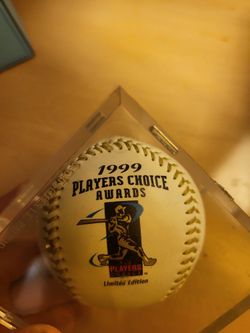 1999
PLAYERS CHOICE
AWARDS
PLAYERS
Limited Edition